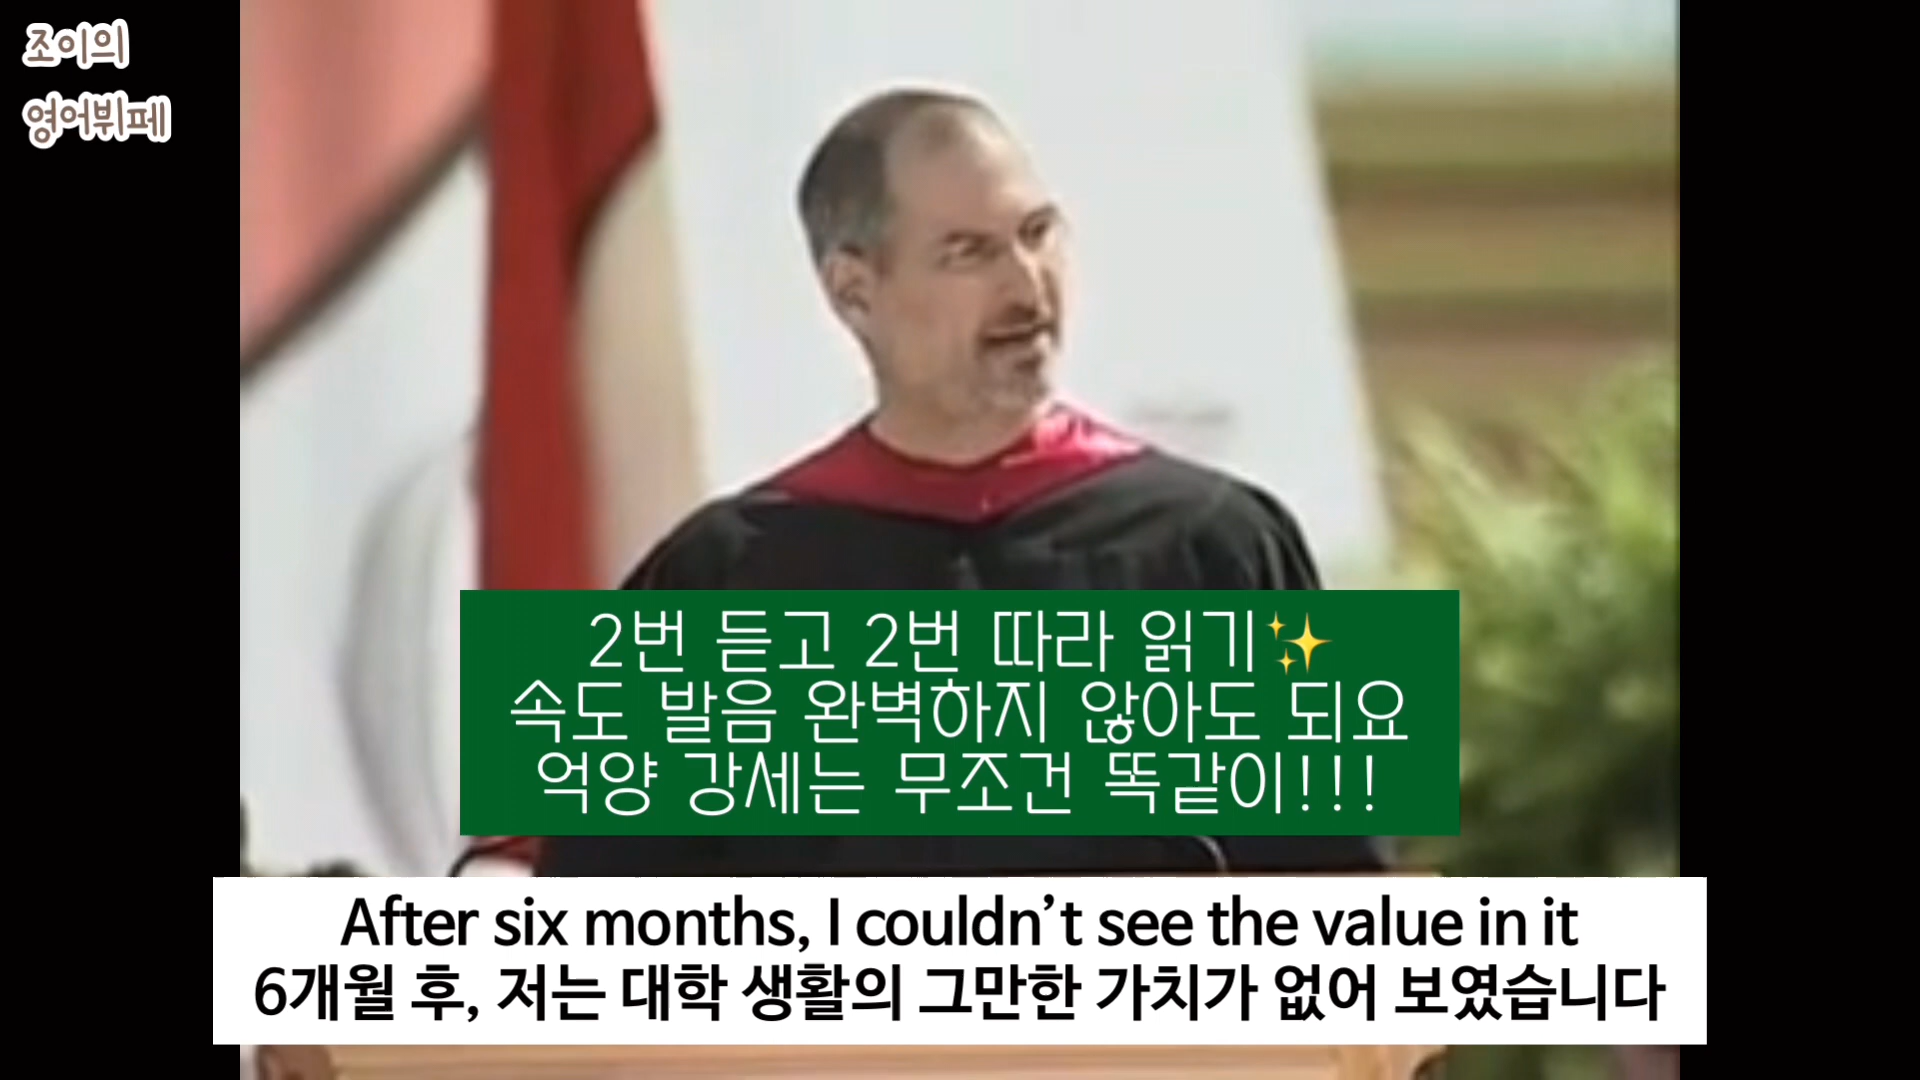 조이의
영어뷔페
2번 듣고 2번 따라 읽기✨
속도 발음 완벽하지 않아도 되요
억양 강세는 무조건 똑같이!!!
After six months, I couldn’t see the value in it
6개월 후, 저는 대학 생활의 그만한 가치가 없어 보였습니다